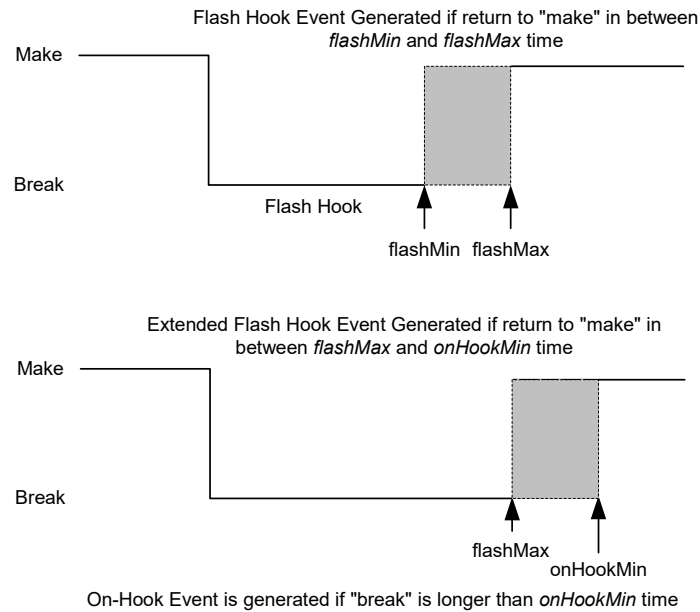 Flash Hook Event Generated if return to "make" in between
flashMin and flashMax time
Make
Break
Flash Hook
flashMin flashMax
Extended Flash Hook Event Generated if return to "make" in
between flashMax and onHookMin time
Make
Break
flashMax
onHookMin
On-Hook Event is generated if "break" is longer than onHookMin time